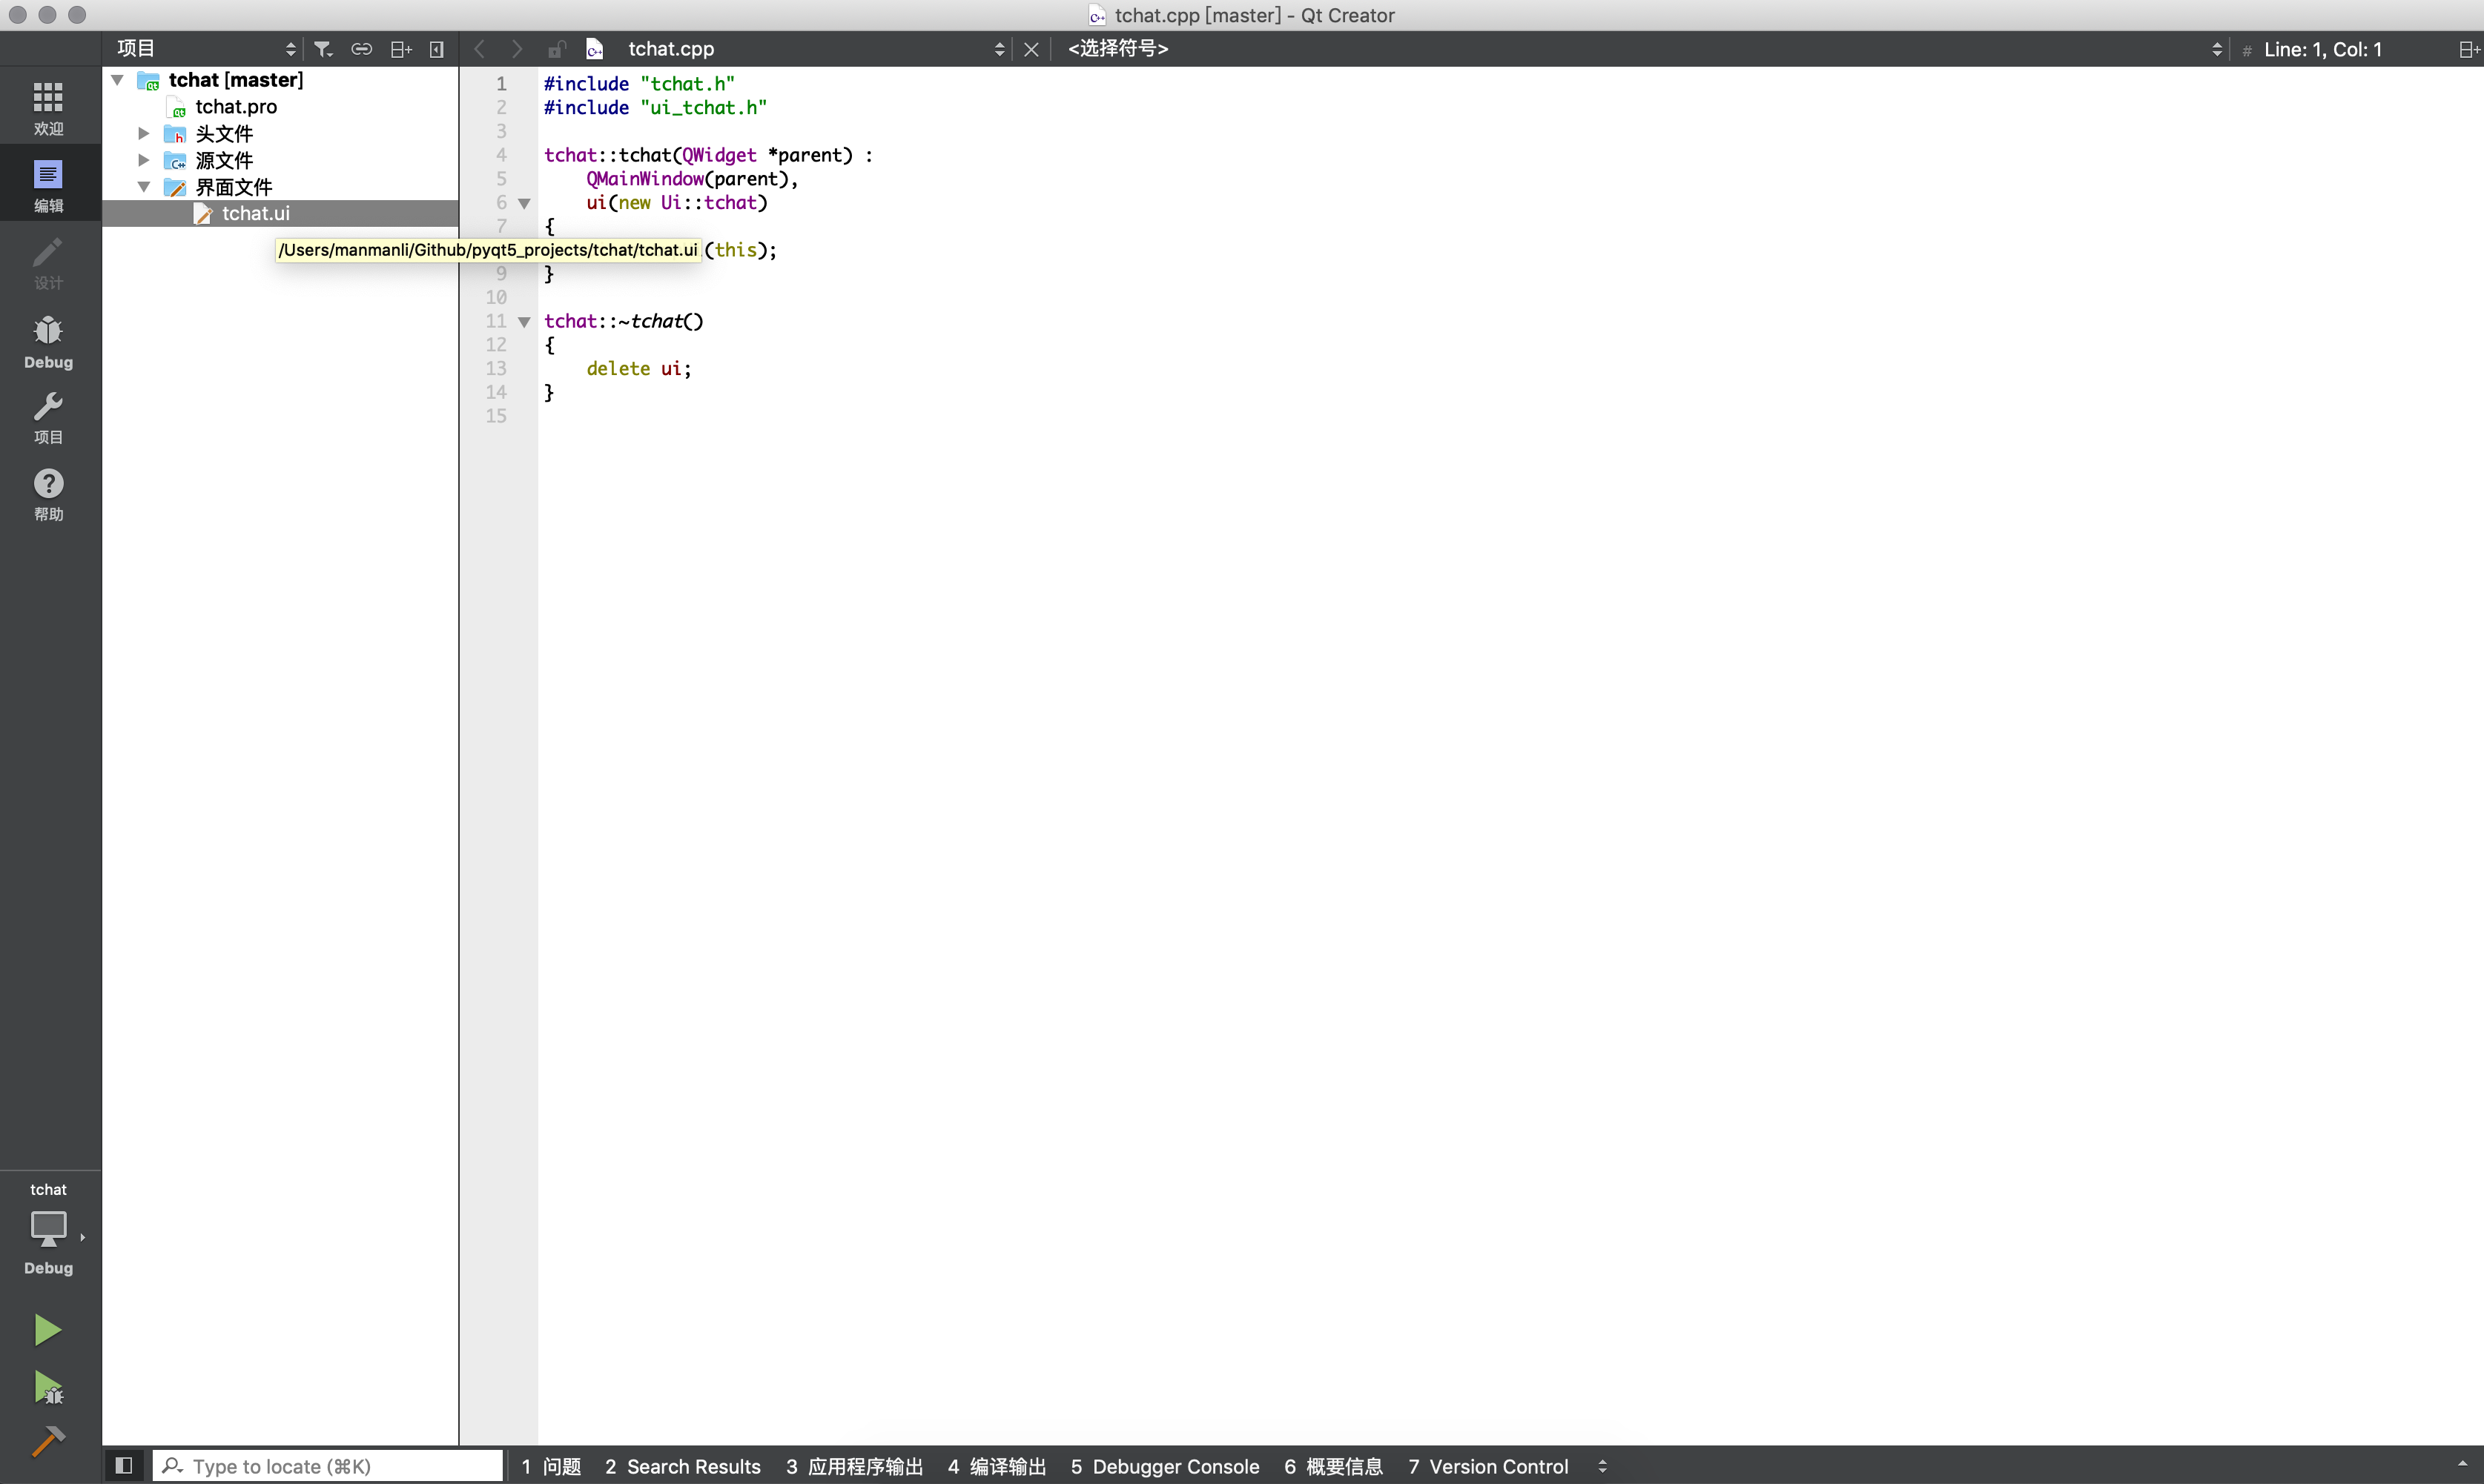 tchat.cpp [master] - Qt Creator
项目
tchat.cpp
<选择符号>
# Line: 1, Col: 1
欢迎
编辑
设计
Debug
项目
帮助
tchat [master]
tchat.pro
头文件
源文件
界面文件
tchat.ui
/Users/manmanli/Github/pyqt5_projects/tchat/tchat.ui
1 #include "tchat.h"
2 #include "ui_tchat.h"
3
4 tchat::tchat(QWidget *parent) :
5 QMainWindow(parent),
6 ui(new Ui::tchat)
7 {
(this);
9 }
10
11 tchat::~tchat()
12 {
13 delete ui;
14 }
15
tchat
Debug
Type to locate (⌘K)
1 问题 2 Search Results 3 应用程序输出 4 编译输出 5 Debugger Console 6 概要信息 7 Version Control